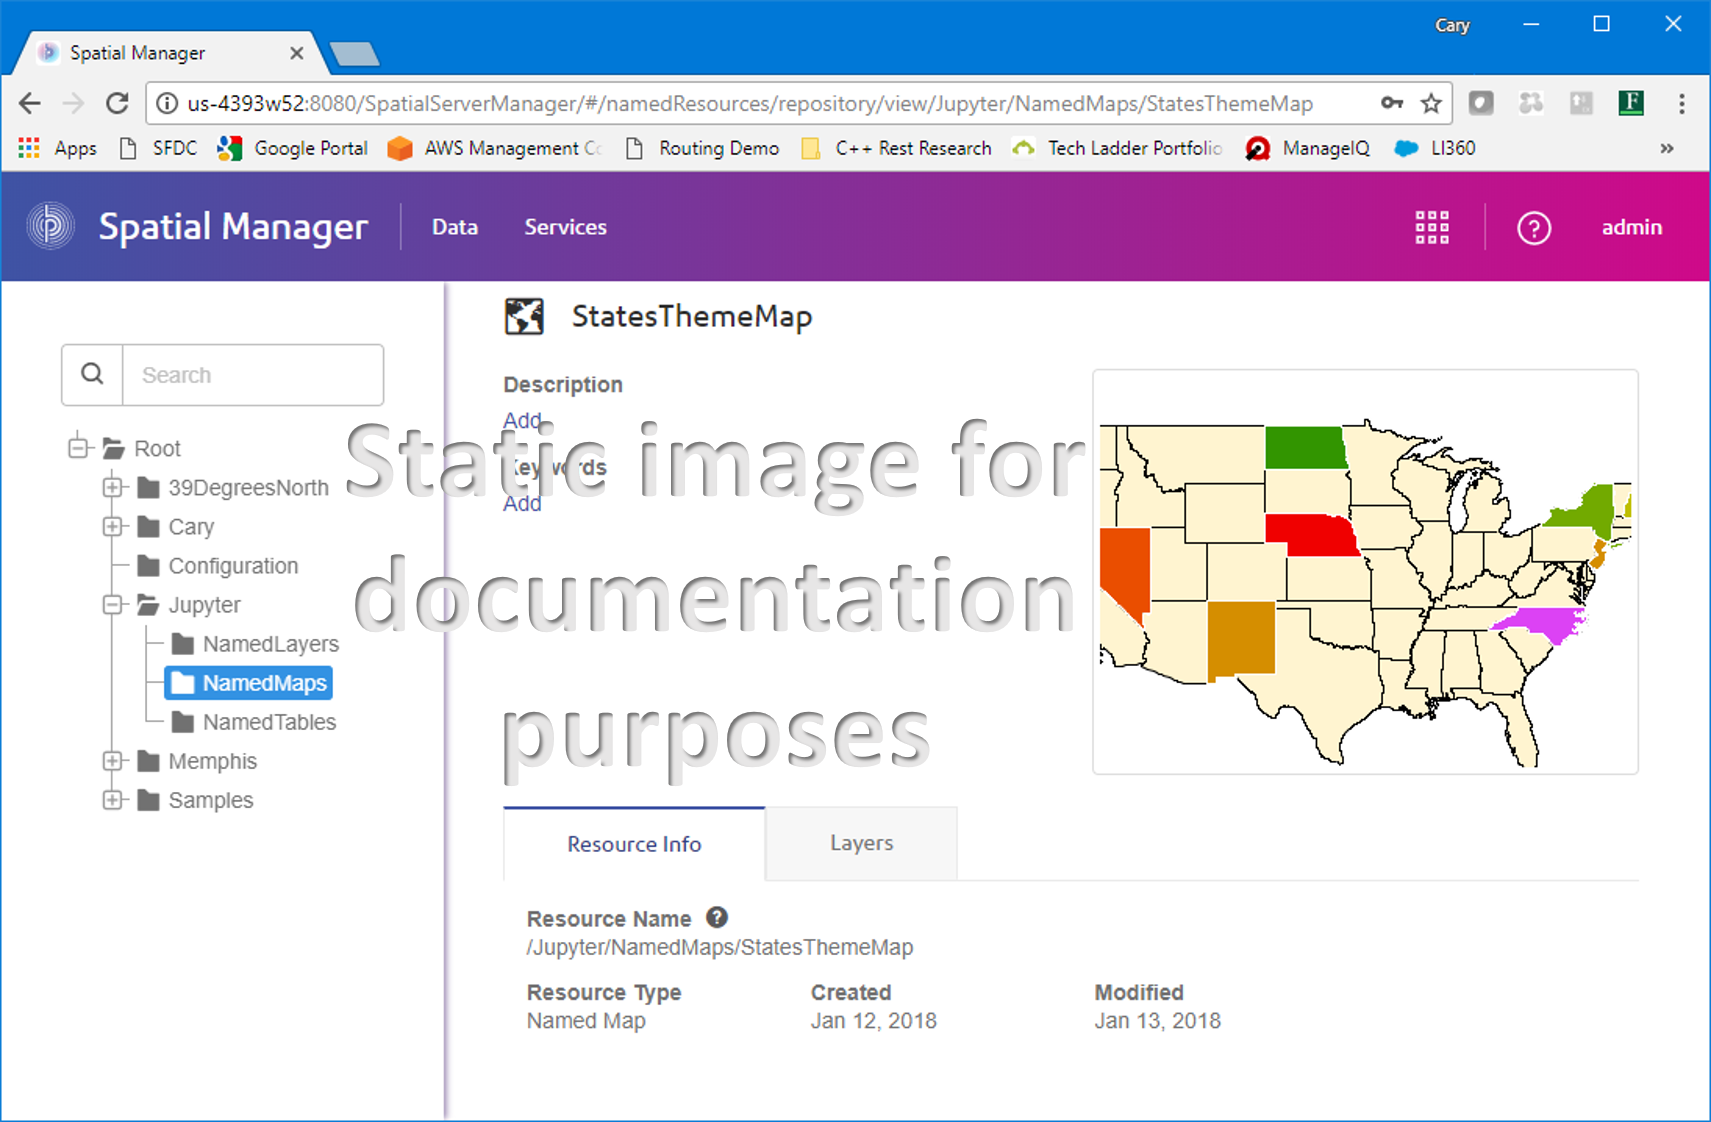 Cary
Spatial Manager
us-4393w52:8080/SpatialServerManager/#/namedResources/repository/view/Jupyter/NamedMaps/StatesThemeMap
F
Apps SFDC Google Portal AWS Management Co Routing Demo C++ Rest Research Tech Ladder Portfolio ManageIQ LI360 »
Spatial Manager Data Services ? admin
StatesThemeMap
Search
Description
Add
Keywords
Add
Static image for
documentation
purposes
Root
39DegreesNorth
Cary
Configuration
Jupyter
NamedLayers
NamedMaps
NamedTables
Memphis
Samples
Resource Info Layers
Resource Name ?
/Jupyter/NamedMaps/StatesThemeMap
Resource Type Created Modified
Named Map Jan 12, 2018 Jan 13, 2018